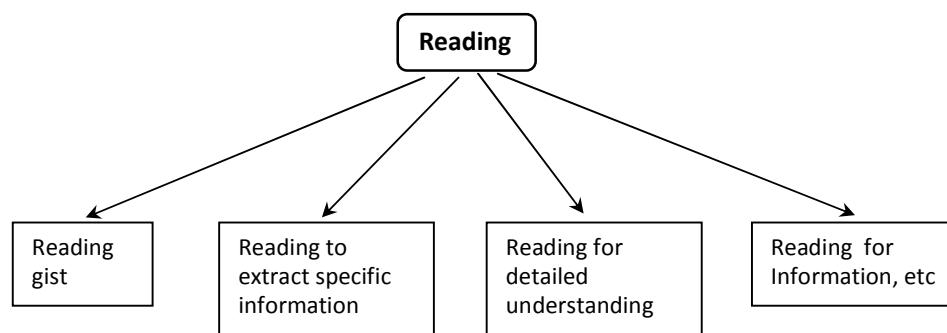 Reading
Reading
gist
Reading to
extract specific
information
Reading for
detailed
understanding
Reading for
Information, etc